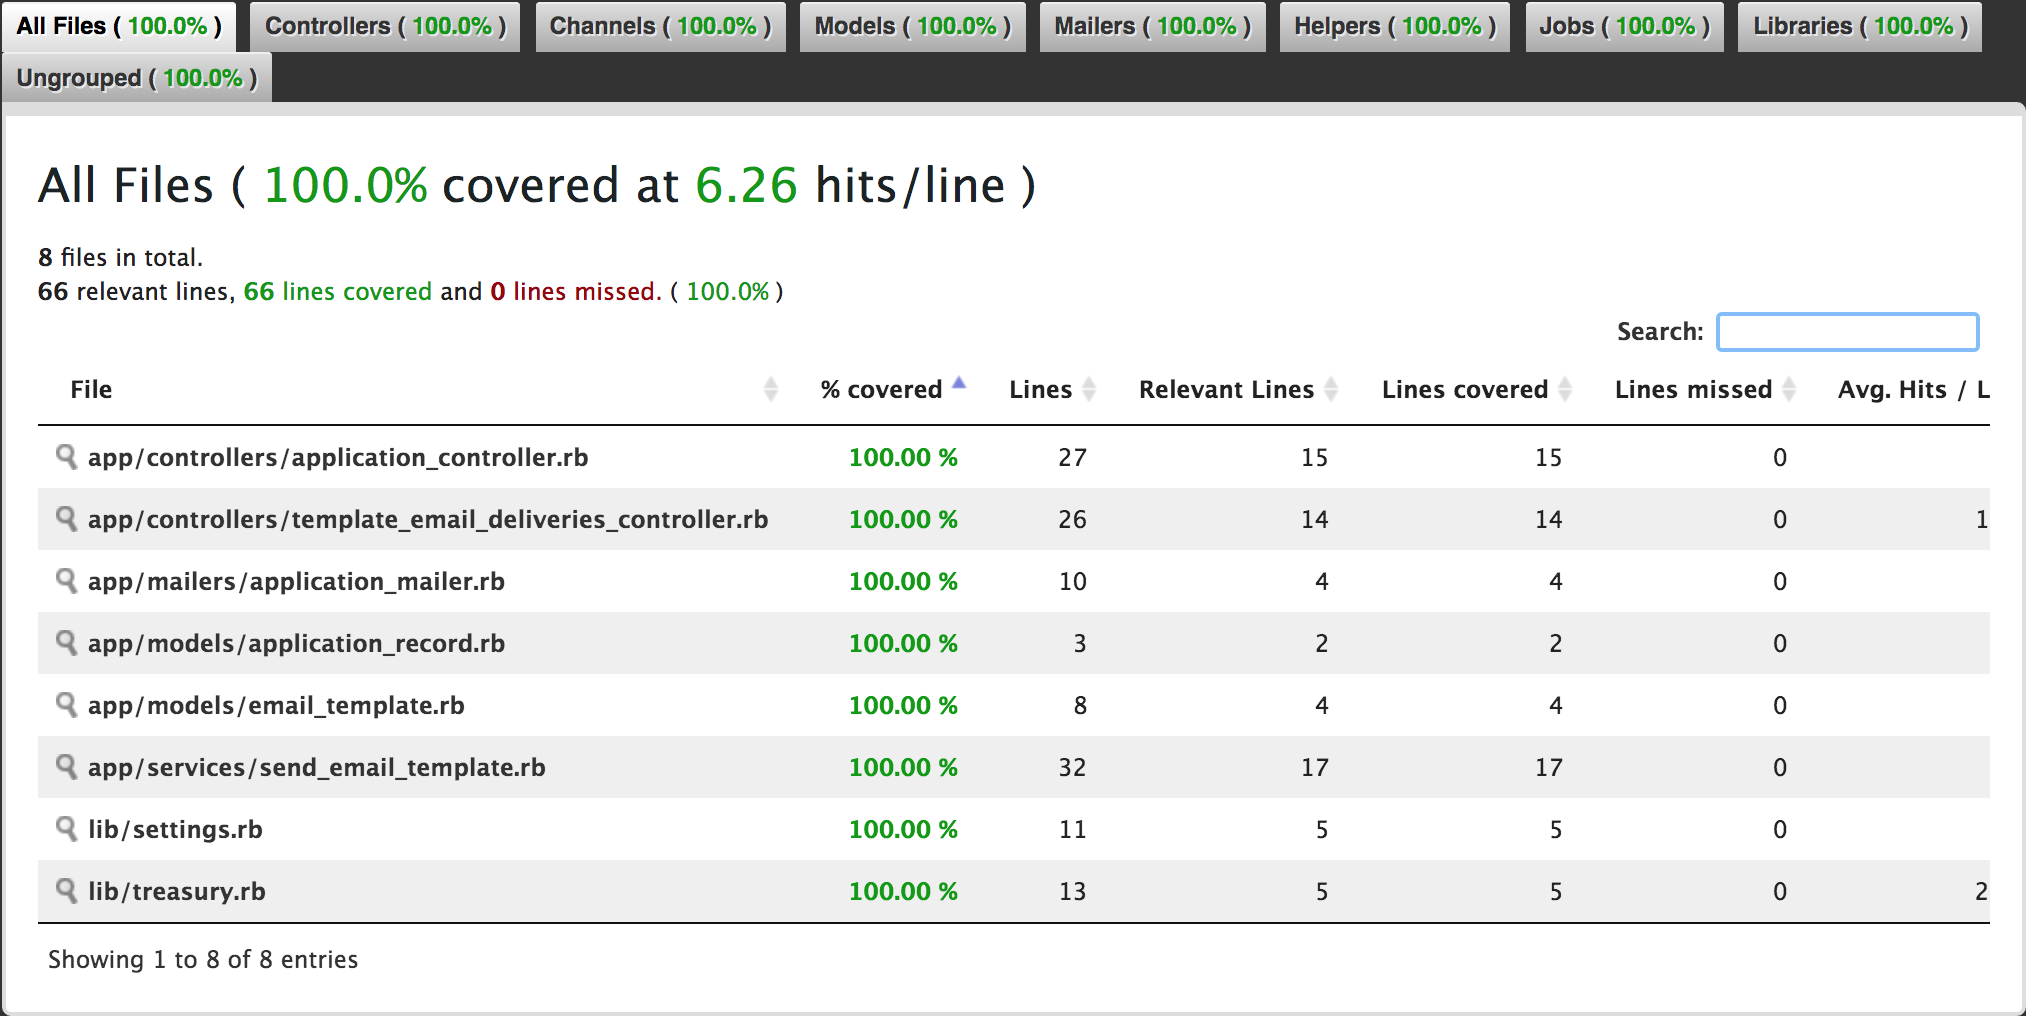 All Files ( 100.0% ) Controllers ( 100.0% ) Channels ( 100.0% ) Models ( 100.0% ) Mailers ( 100.0% ) Helpers ( 100.0% ) Jobs ( 100.0% ) Libraries ( 100.0% )
Ungrouped ( 100.0% )
All Files ( 100.0% covered at 6.26 hits/line )
8 files in total.
66 relevant lines, 66 lines covered and 0 lines missed. ( 100.0% )
Search:
File % covered Lines Relevant Lines Lines covered Lines missed Avg. Hits / L
app/controllers/application_controller.rb 100.00 % 27 15 15 0
app/controllers/template_email_deliveries_controller.rb 100.00 % 26 14 14 0 1
app/mailers/application_mailer.rb 100.00 % 10 4 4 0
app/models/application_record.rb 100.00 % 3 2 2 0
app/models/email_template.rb 100.00 % 8 4 4 0
app/services/send_email_template.rb 100.00 % 32 17 17 0
lib/settings.rb 100.00 % 11 5 5 0
lib/treasury.rb 100.00 % 13 5 5 0 2
Showing 1 to 8 of 8 entries